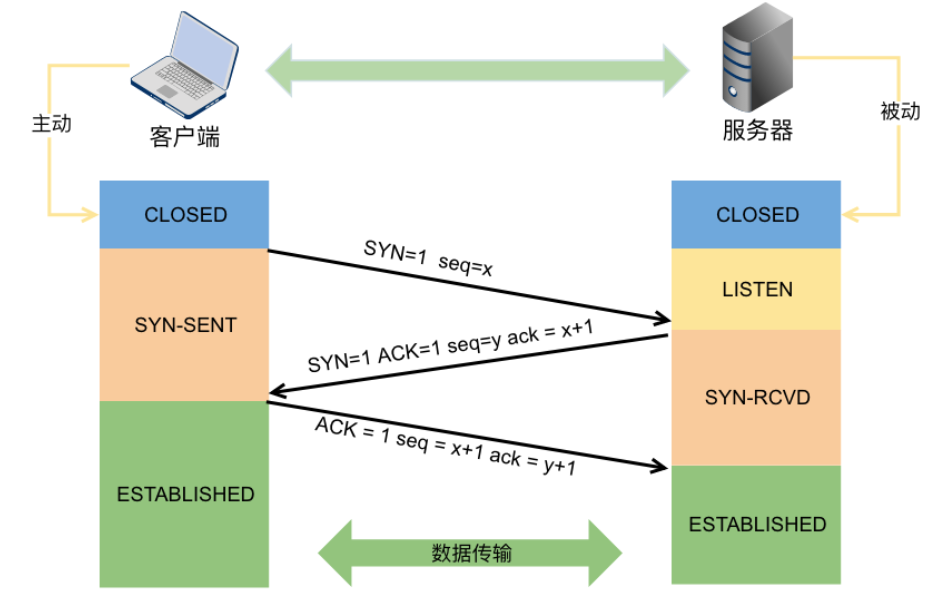 主动
客户端
服务器
被动
CLOSED
CLOSED
SYN=1 seq=x
LISTEN
SYN-SENT
SYN=1 ACK=1 seq=y ack = x+1
SYN-RCVD
ACK = 1 seq = x+1 ack = y+1
ESTABLISHED
ESTABLISHED
数据传输